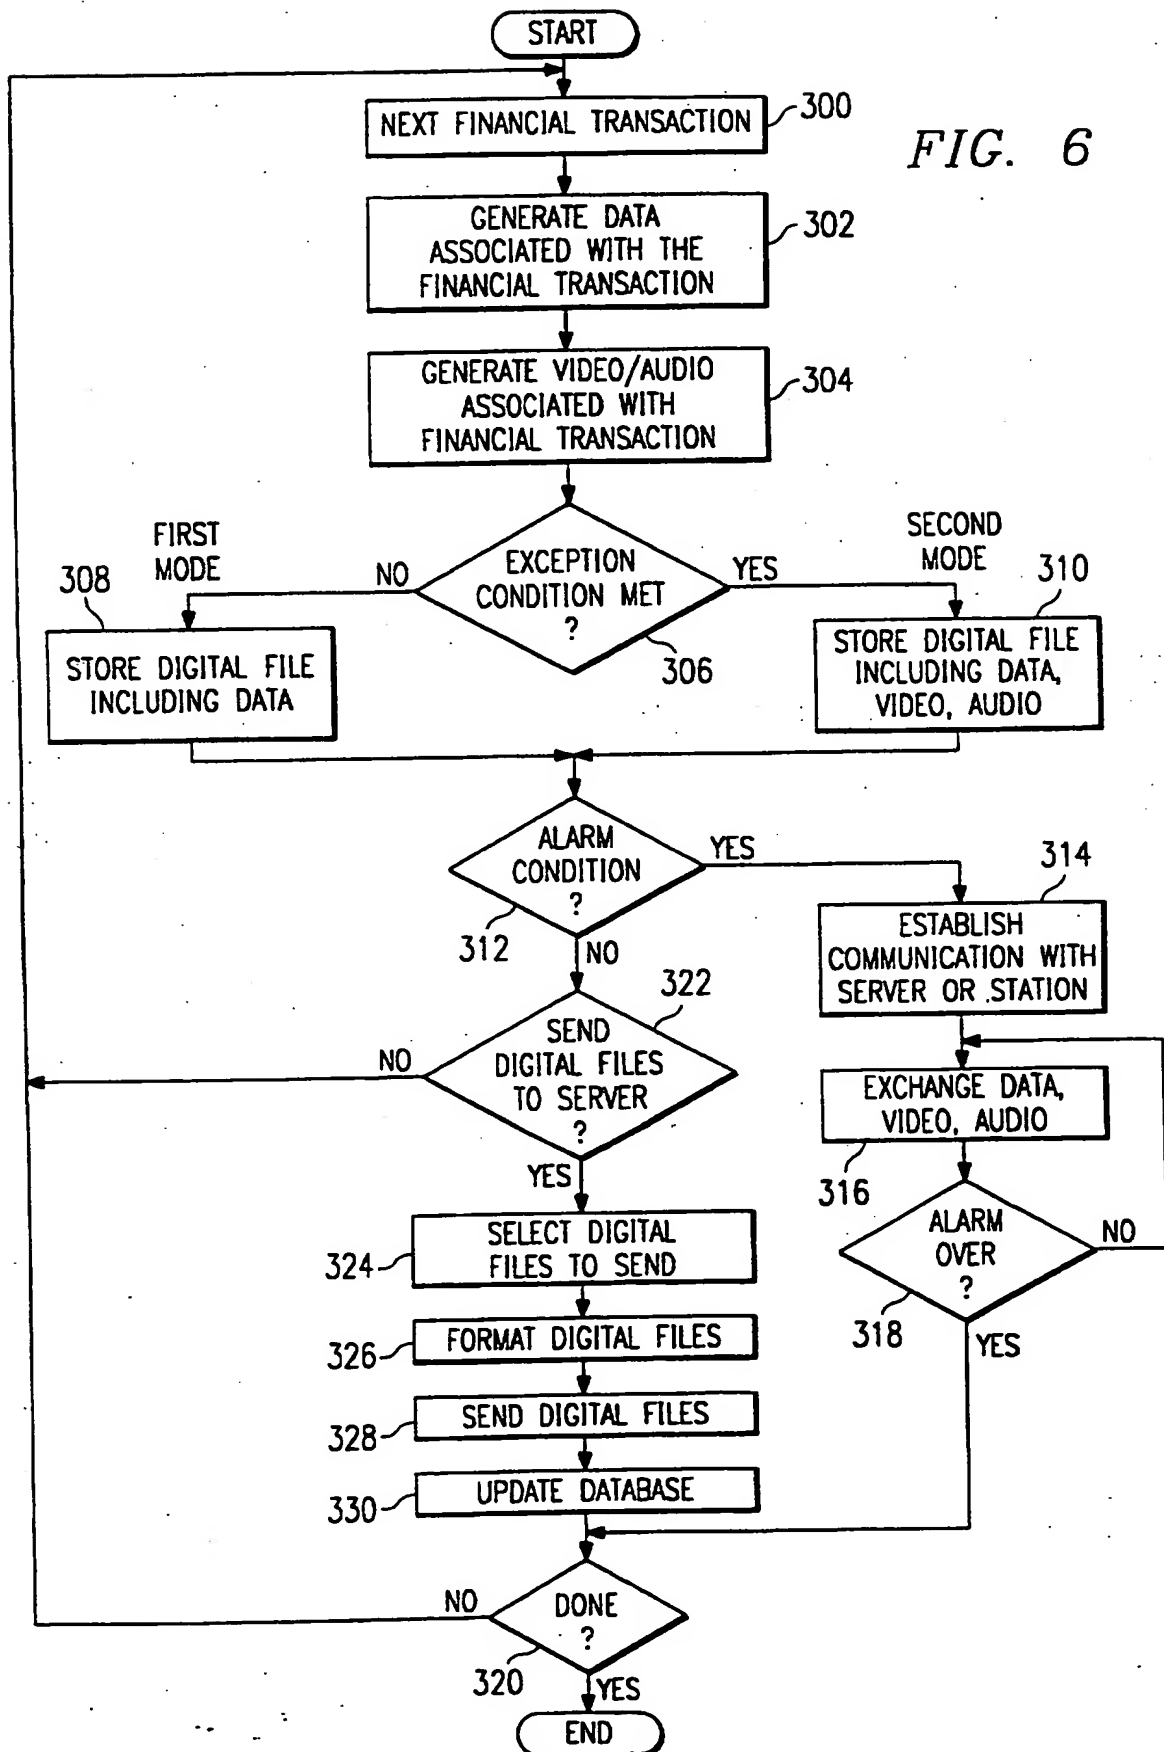 START
NEXT FINANCIAL TRANSACTION
300
FIG. 6
GENERATE DATA
ASSOCIATED WITH THE
FINANCIAL TRANSACTION
302
GENERATE VIDEO/AUDIO
ASSOCIATED WITH
FINANCIAL TRANSACTION
304
FIRST
MODE
SECOND
MODE
308
NO
EXCEPTION
CONDITION MET
?
YES
310
306
STORE DIGITAL FILE
INCLUDING DATA
STORE DIGITAL FILE
INCLUDING DATA,
VIDEO, AUDIO
ALARM
CONDITION
?
YES
312
NO
314
ESTABLISH
COMMUNICATION WITH
SERVER OR STATION
322
SEND
DIGITAL FILES
TO SERVER
?
NO
YES
EXCHANGE DATA,
VIDEO, AUDIO
316
ALARM
OVER
?
NO
318
YES
324
SELECT DIGITAL
FILES TO SEND
326
FORMAT DIGITAL FILES
328
SEND DIGITAL FILES
330
UPDATE DATABASE
NO
DONE
?
320
YES
END